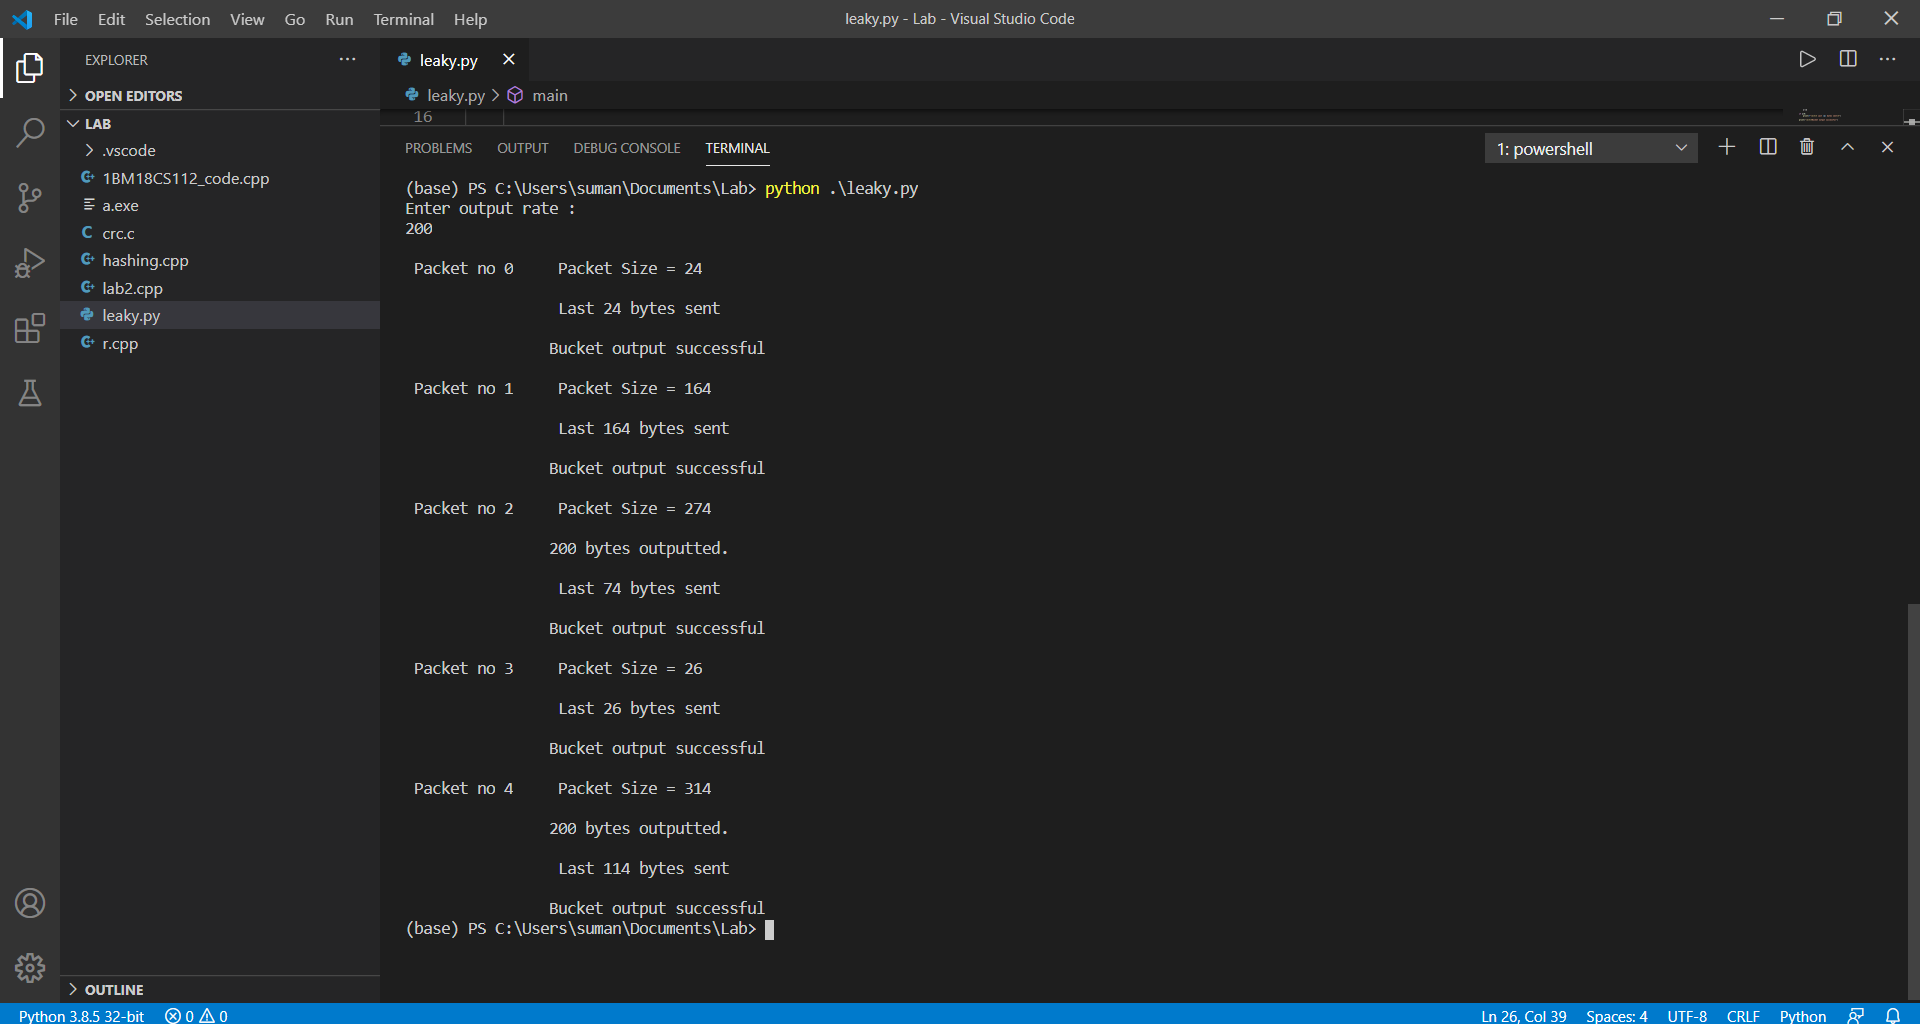 File Edit Selection View Go Run Terminal Help
leaky.py - Lab - Visual Studio Code
EXPLORER
OPEN EDITORS
LAB
.vscode
1BM18CS112_code.cpp
a.exe
crc.c
hashing.cpp
lab2.cpp
leaky.py
r.cpp
OUTLINE
leaky.py
leaky.py > main
16
PROBLEMS OUTPUT DEBUG CONSOLE TERMINAL
1: powershell
(base) PS C:\Users\suman\Documents\Lab> python .\leaky.py
Enter output rate :
200
Packet no 0 Packet Size = 24
Last 24 bytes sent
Bucket output successful
Packet no 1 Packet Size = 164
Last 164 bytes sent
Bucket output successful
Packet no 2 Packet Size = 274
200 bytes outputted.
Last 74 bytes sent
Bucket output successful
Packet no 3 Packet Size = 26
Last 26 bytes sent
Bucket output successful
Packet no 4 Packet Size = 314
200 bytes outputted.
Last 114 bytes sent
Bucket output successful
(base) PS C:\Users\suman\Documents\Lab>
Python 3.8.5 32-bit 0 0
Ln 26, Col 39 Spaces: 4 UTF-8 CRLF Python